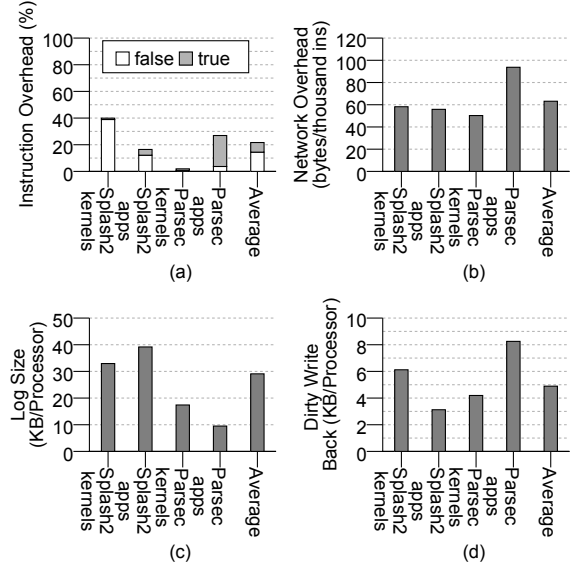 Instruction Overhead (%)
100
80
60
40
20
0
false
true
Splash2
kernels
Splash2
apps
Parsec
kernels
Parsec
apps
Average
(a)
Network Overhead
(bytes/thousand ins)
120
100
80
60
40
20
0
Splash2
kernels
Splash2
apps
Parsec
kernels
Parsec
apps
Average
(b)
Log Size
(KB/Processor)
50
40
30
20
10
0
Splash2
kernels
Splash2
apps
Parsec
kernels
Parsec
apps
Average
(c)
Dirty Write
Back (KB/Processor)
10
8
6
4
2
0
Splash2
kernels
Splash2
apps
Parsec
kernels
Parsec
apps
Average
(d)